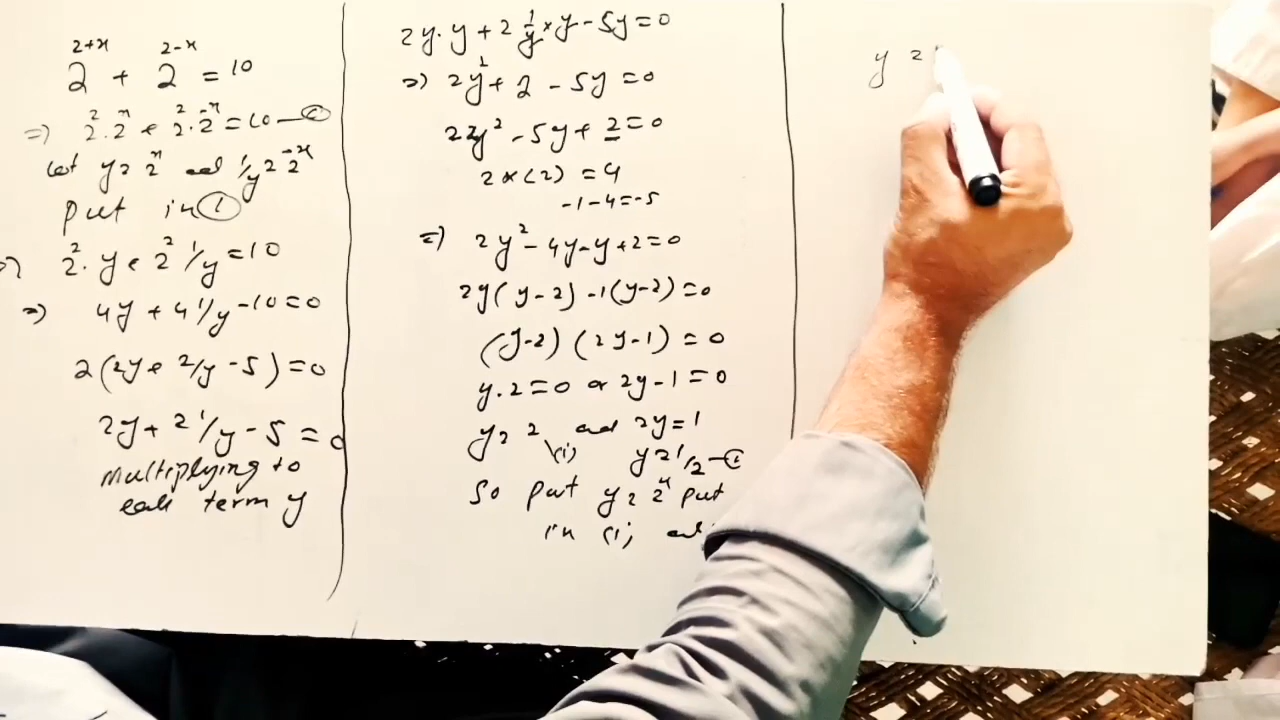 2^{2+x} + 2^{2-x} = 10
=) 2^2.2^x + 2^2.2^{-x} = 10 —①
let y = 2^x and 1/y = 2^{-x}
put in ①
=) 2^2. y + 2^2 1/y = 10
=) 4y + 4 1/y - 10 = 0
2(2y + 2/y - 5) = 0
2y + 2 1/y - 5 = 0
multiplying to
each term y
2y.y + 2 1/y × y - 5y = 0
=) 2y^2 + 2 - 5y = 0
2y^2 - 5y + 2 = 0
2 × (2) = 4
-1-4 = -5
=) 2y^2 - 4y - y + 2 = 0
2y(y-2) -1(y-2) = 0
(y-2) (2y-1) = 0
y-2 = 0 or 2y-1 = 0
y = 2 and 2y = 1
(i) y = 1/2 —
So put y = 2^x put
in (i)
y =